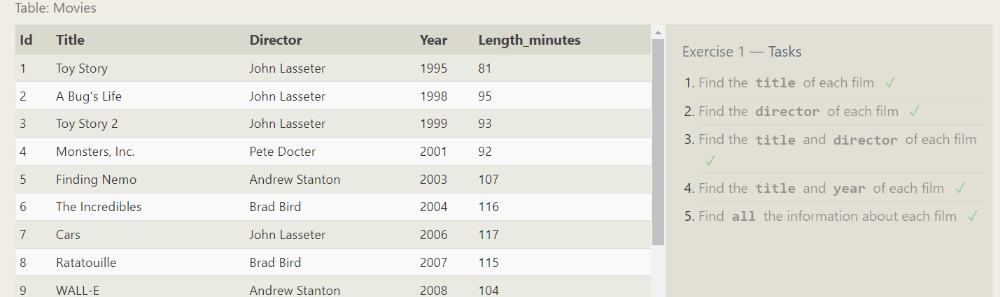 Table: Movies
Id Title Director Year Length_minutes
1 Toy Story John Lasseter 1995 81
2 A Bug's Life John Lasseter 1998 95
3 Toy Story 2 John Lasseter 1999 93
4 Monsters, Inc. Pete Docter 2001 92
5 Finding Nemo Andrew Stanton 2003 107
6 The Incredibles Brad Bird 2004 116
7 Cars John Lasseter 2006 117
8 Ratatouille Brad Bird 2007 115
9 WALL-E Andrew Stanton 2008 104
Exercise 1 — Tasks
1. Find the title of each film ✓
2. Find the director of each film ✓
3. Find the title and director of each film
✓
4. Find the title and year of each film ✓
5. Find all the information about each film ✓